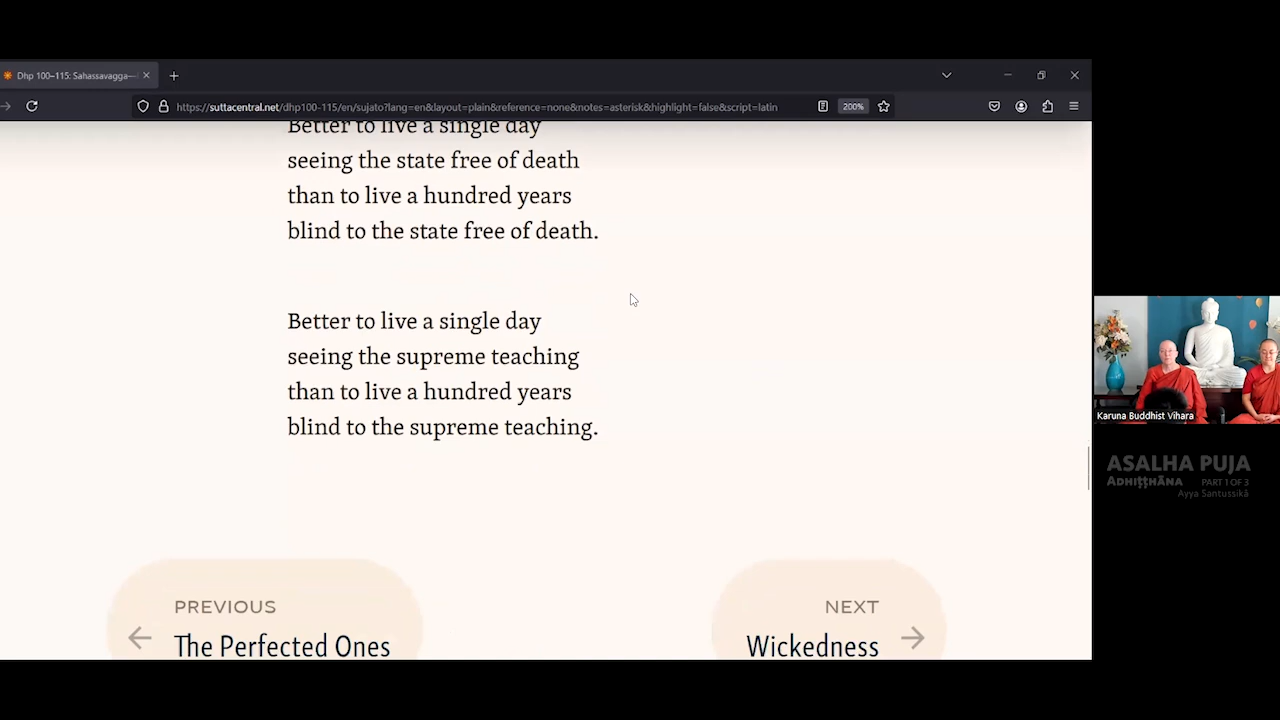 Dhp 100–115: Sahassavagga—
https://suttacentral.net/dhp100-115/en/sujato?lang=en&layout=plain&reference=none&notes=asterisk&highlight=false&script=latin
200%
Better to live a single day
seeing the state free of death
than to live a hundred years
blind to the state free of death.
Better to live a single day
seeing the supreme teaching
than to live a hundred years
blind to the supreme teaching.
PREVIOUS
The Perfected Ones
NEXT
Wickedness
Karuna Buddhist Vihara
ASALHA PUJA
ADHIṬṬHĀNA PART 1 OF 3
Ayya Santussikā